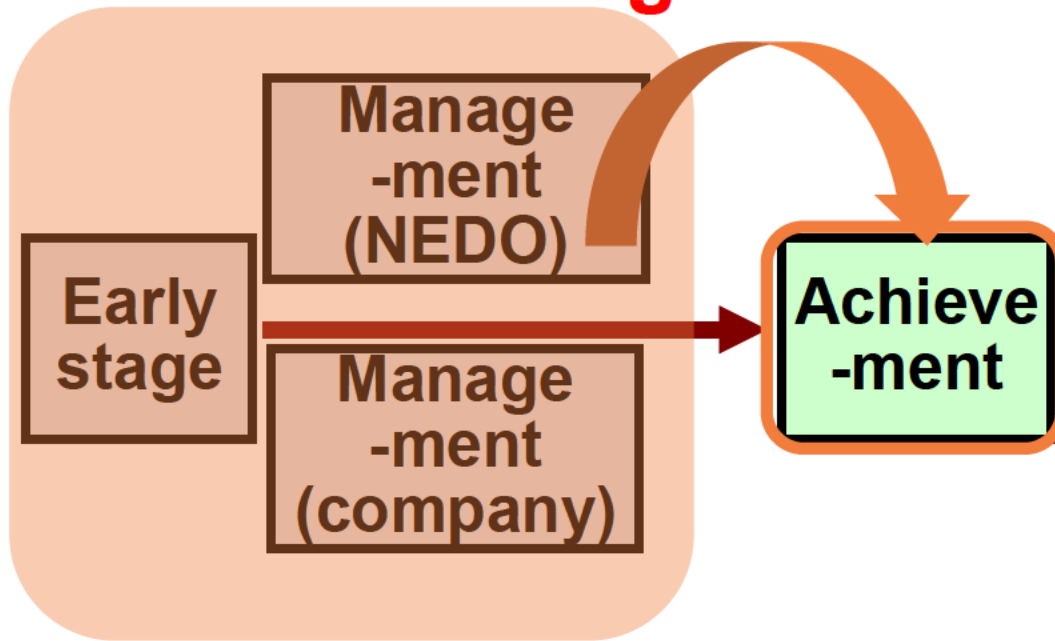 Manage
-ment
(NEDO)
Early
stage
Manage
-ment
(company)
Achieve
-ment